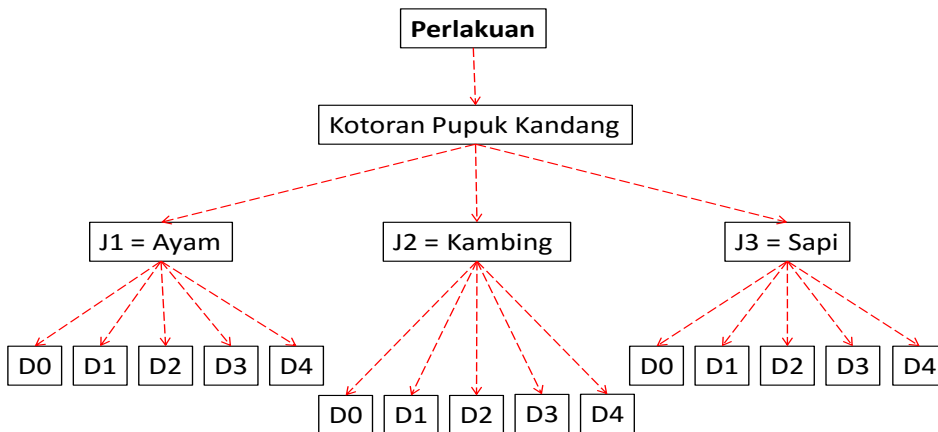 Perlakuan
Kotoran Pupuk Kandang
J1 = Ayam
J2 = Kambing
J3 = Sapi
D0 D1 D2 D3 D4
D0 D1 D2 D3 D4
D0 D1 D2 D3 D4